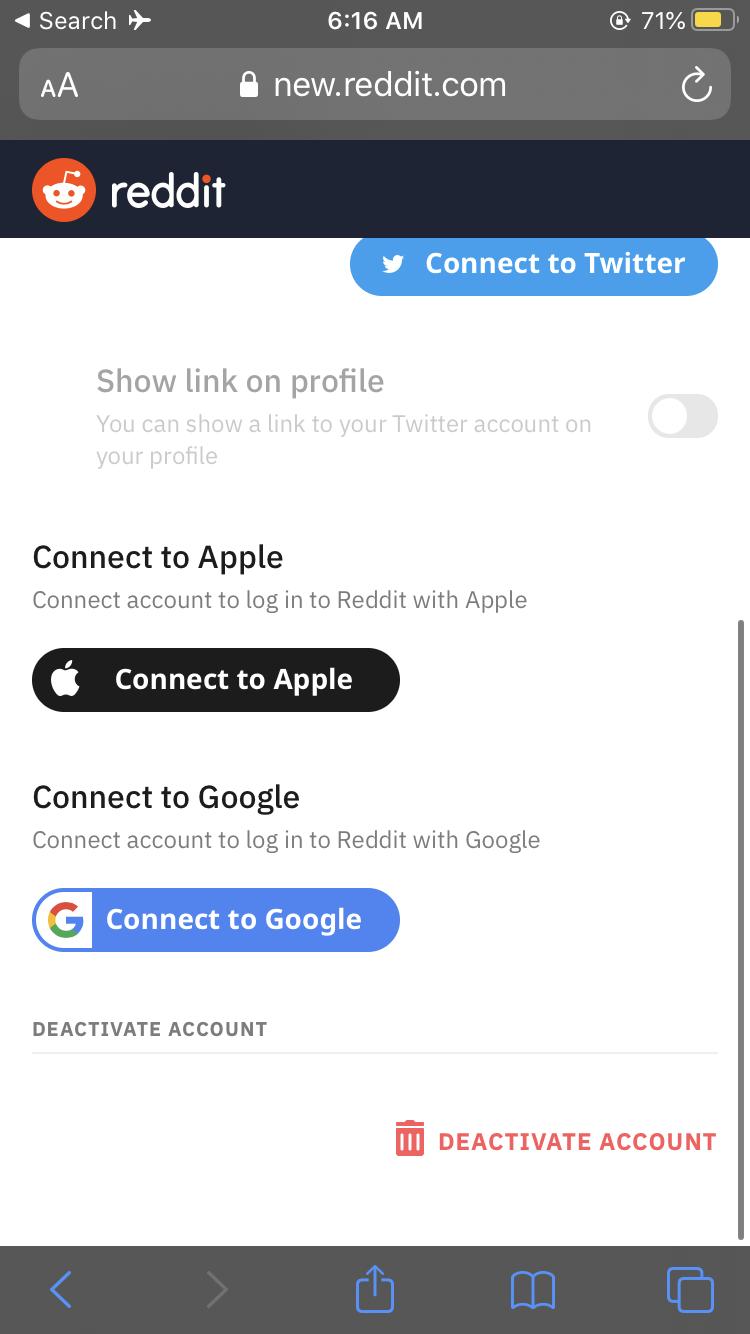 Search 6:16 AM 71%
AA new.reddit.com
reddit
Connect to Twitter
Show link on profile
You can show a link to your Twitter account on
your profile
Connect to Apple
Connect account to log in to Reddit with Apple
Connect to Apple
Connect to Google
Connect account to log in to Reddit with Google
G Connect to Google
DEACTIVATE ACCOUNT
DEACTIVATE ACCOUNT